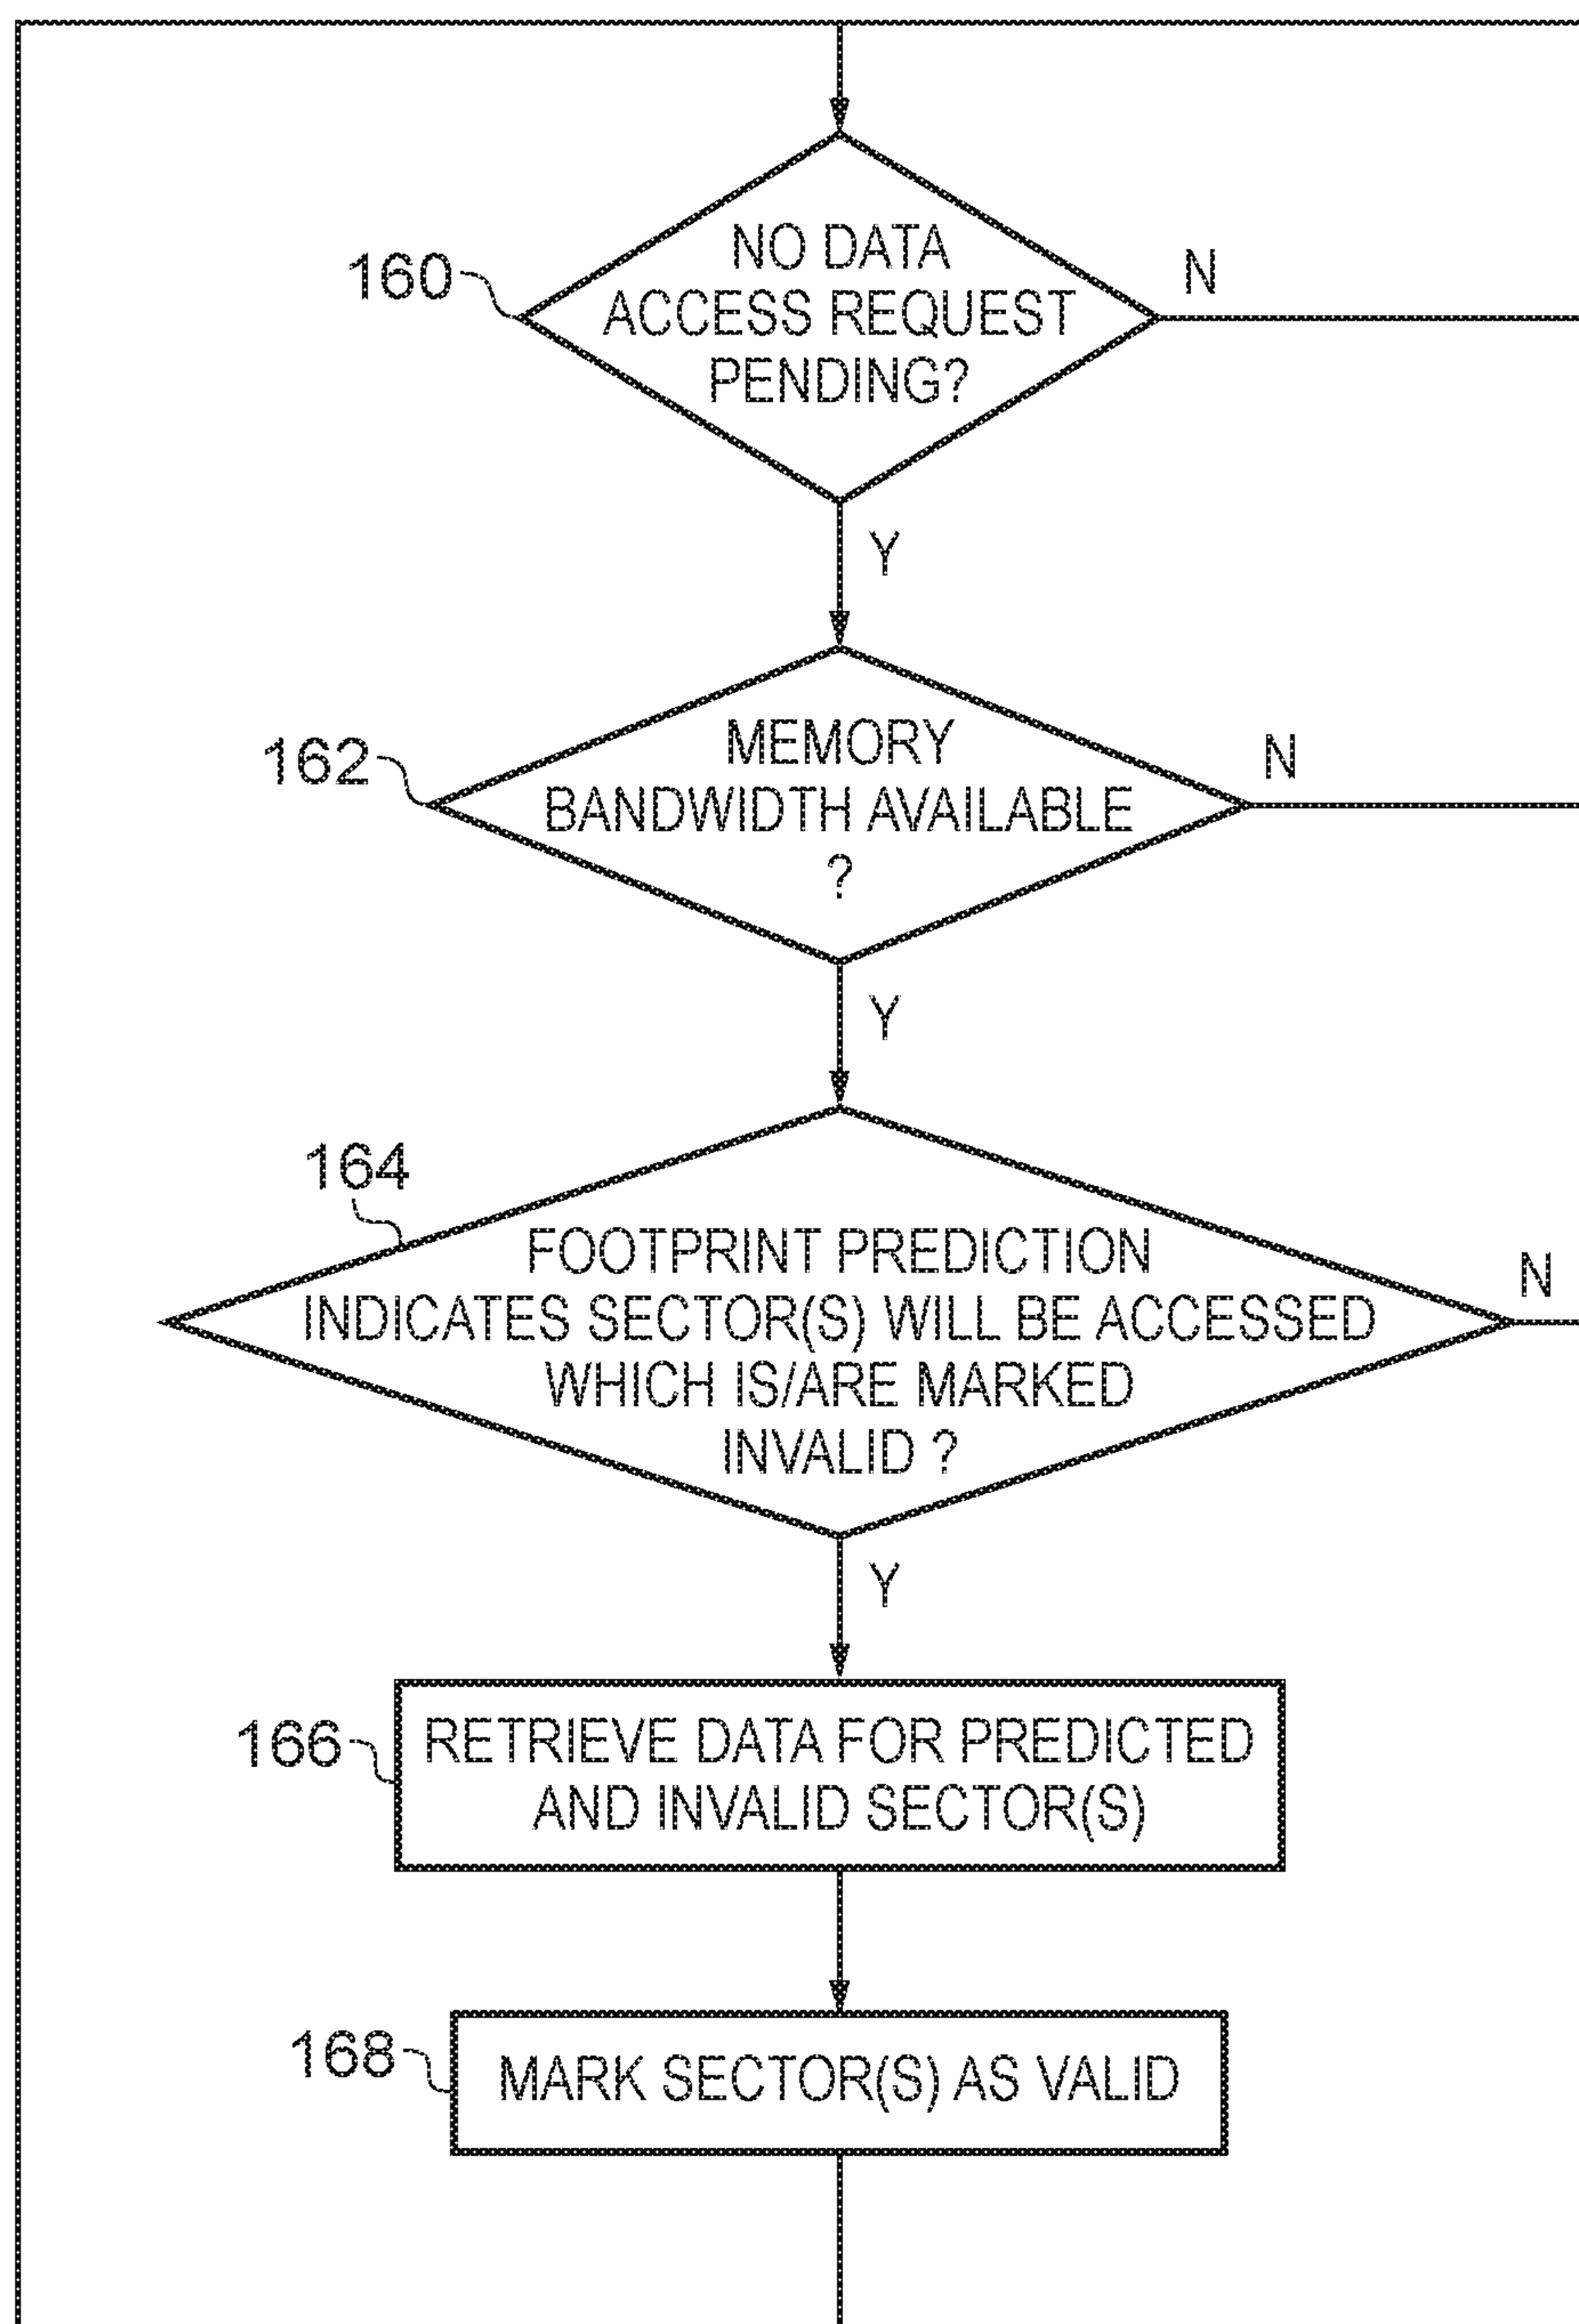 160
NO DATA
ACCESS REQUEST
PENDING?
N
Y
162
MEMORY
BANDWIDTH AVAILABLE
?
N
Y
164
FOOTPRINT PREDICTION
INDICATES SECTOR(S) WILL BE ACCESSED
WHICH IS/ARE MARKED
INVALID ?
N
Y
166
RETRIEVE DATA FOR PREDICTED
AND INVALID SECTOR(S)
168
MARK SECTOR(S) AS VALID